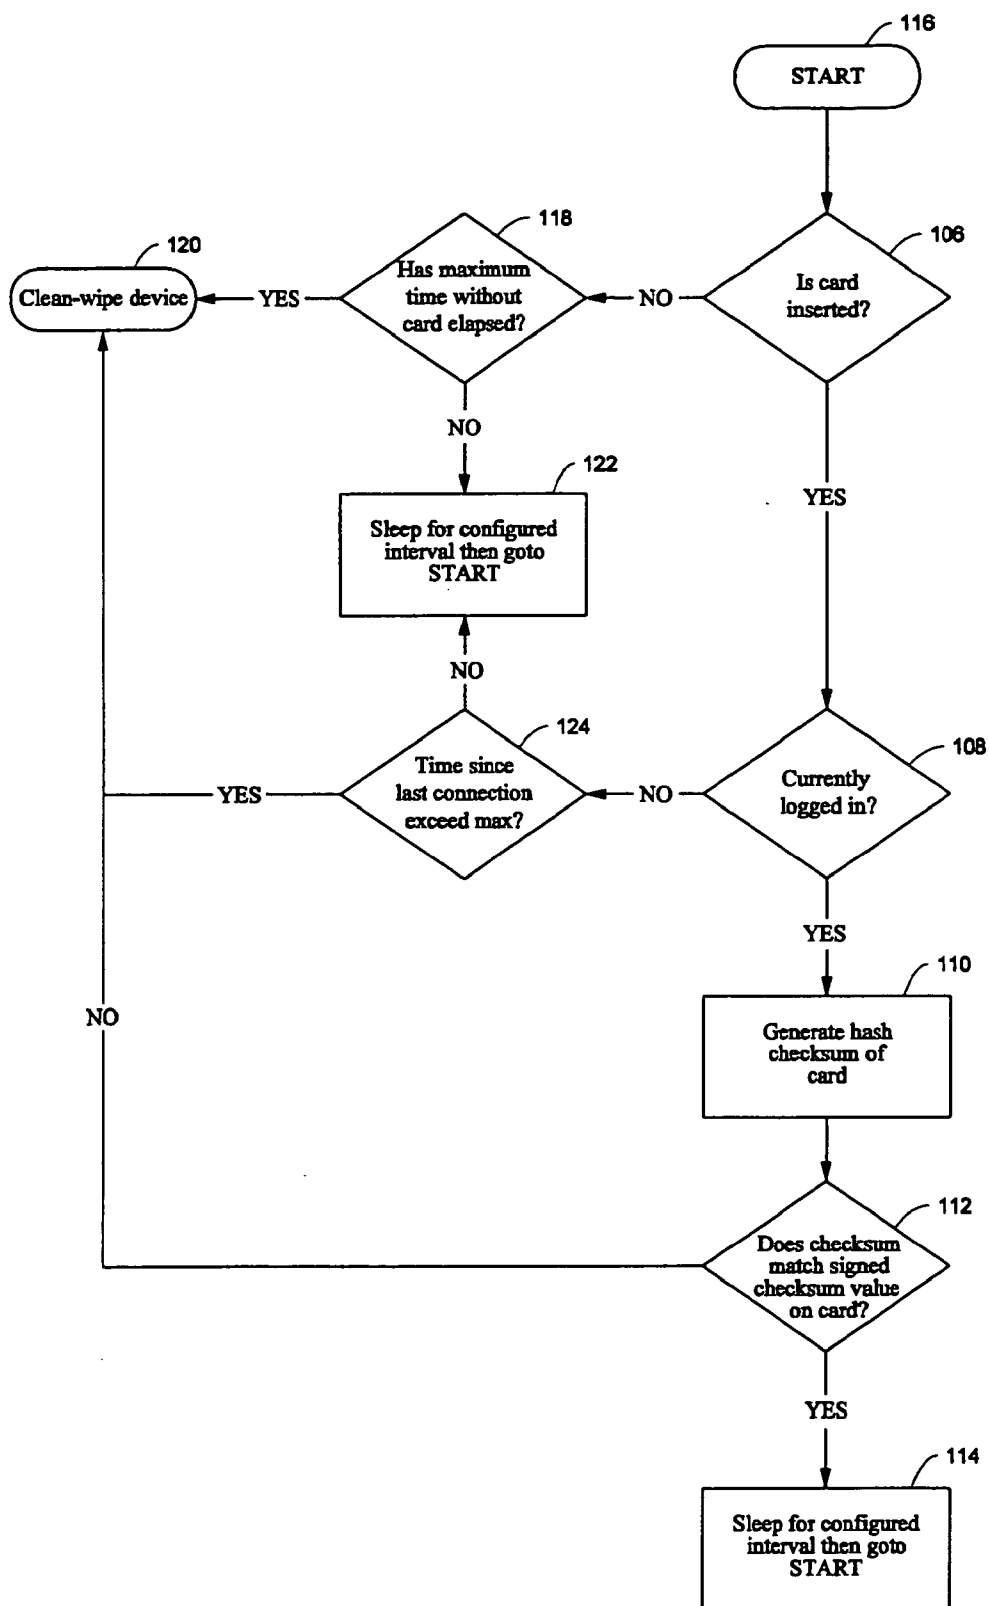 116
START
118
106
120
Has maximum
time without
card elapsed?
Is card
inserted?
Clean-wipe device
YES
NO
NO
122
YES
Sleep for configured
interval then goto
START
NO
124
108
Time since
last connection
exceed max?
Currently
logged in?
YES
NO
YES
110
NO
Generate hash
checksum of
card
112
Does checksum
match signed
checksum value
on card?
YES
114
Sleep for configured
interval then goto
START